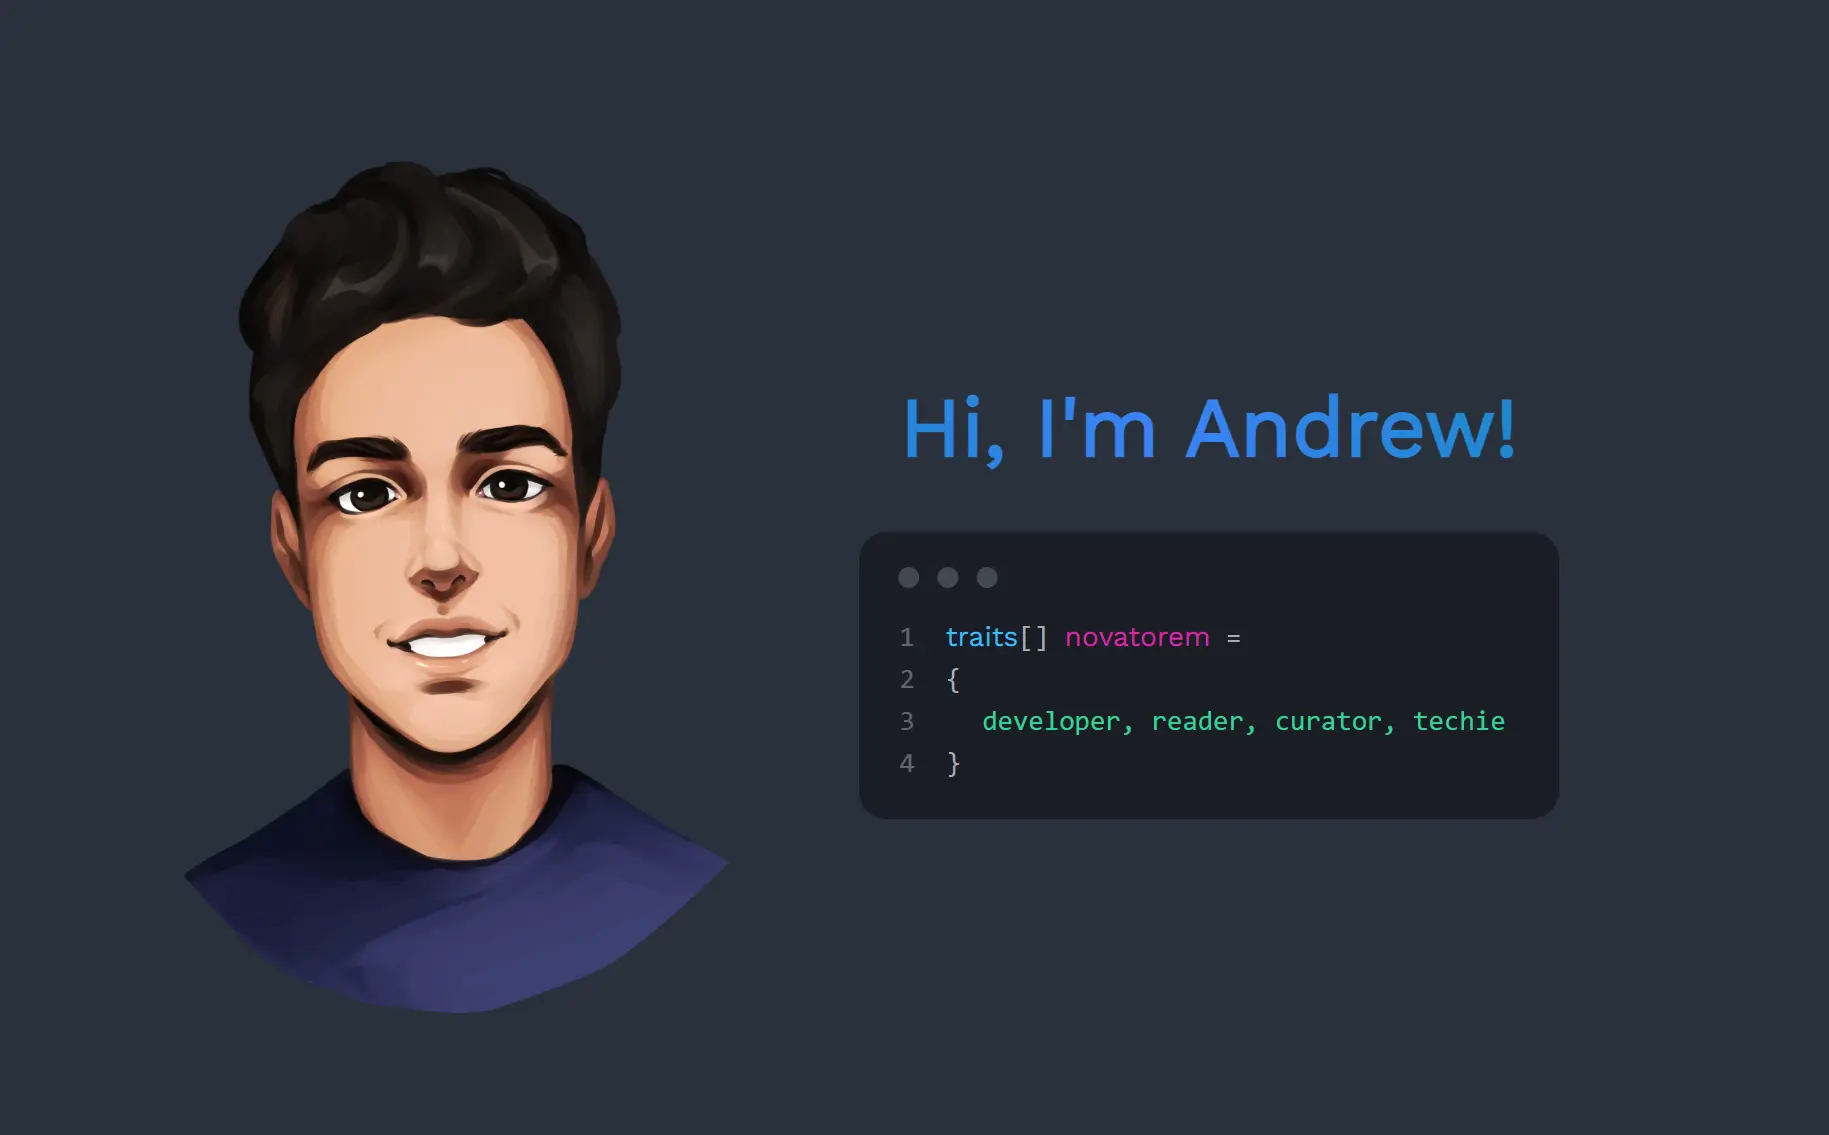 Hi, I'm Andrew!
1 traits[] novatorem =
2 {
3 developer, reader, curator, techie
4 }